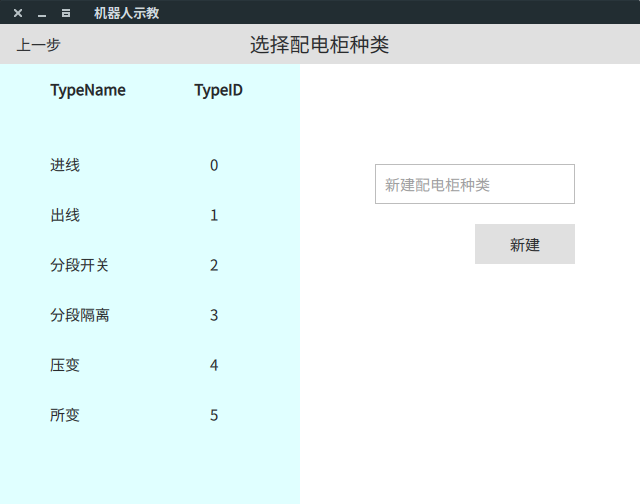 机器人示教
上一步 选择配电柜种类
TypeName TypeID
进线 0
出线 1
分段开关 2
分段隔离 3
压变 4
所变 5
新建配电柜种类
新建